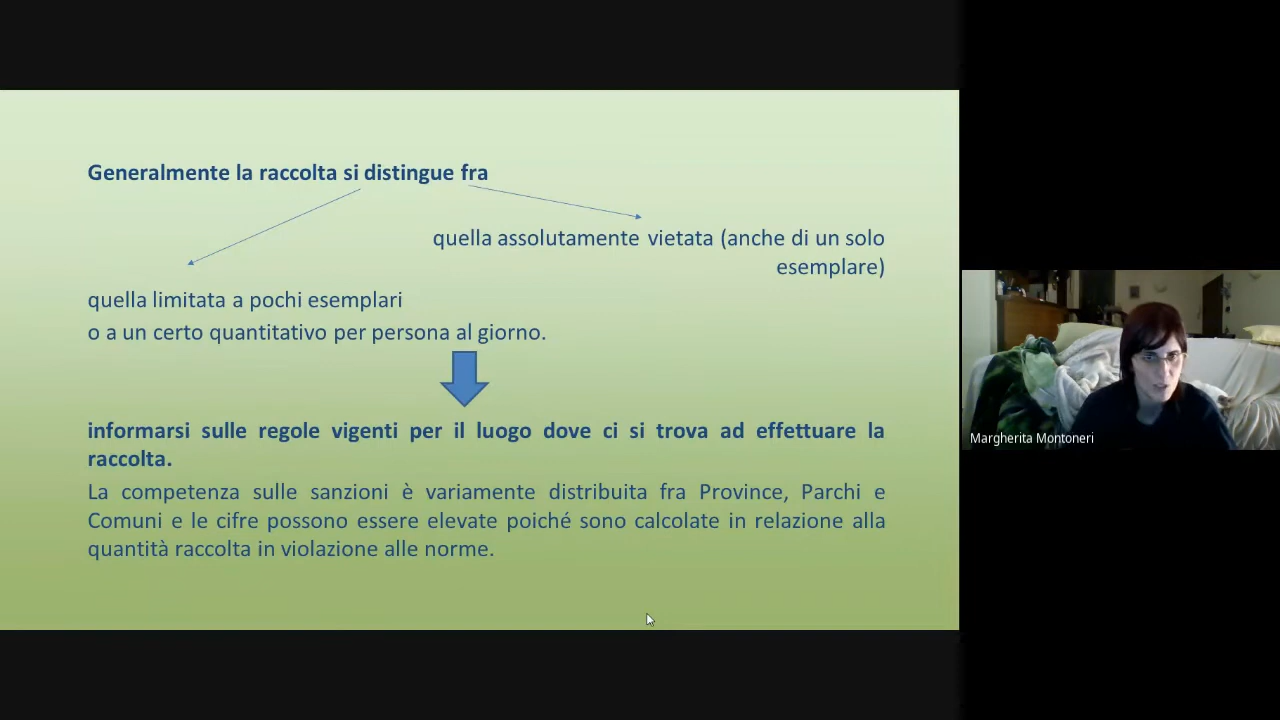 Generalmente la raccolta si distingue fra
quella assolutamente vietata (anche di un solo
esemplare)
quella limitata a pochi esemplari
o a un certo quantitativo per persona al giorno.
informarsi sulle regole vigenti per il luogo dove ci si trova ad effettuare la
raccolta.
La competenza sulle sanzioni è variamente distribuita fra Province, Parchi e
Comuni e le cifre possono essere elevate poiché sono calcolate in relazione alla
quantità raccolta in violazione alle norme.
Margherita Montoneri